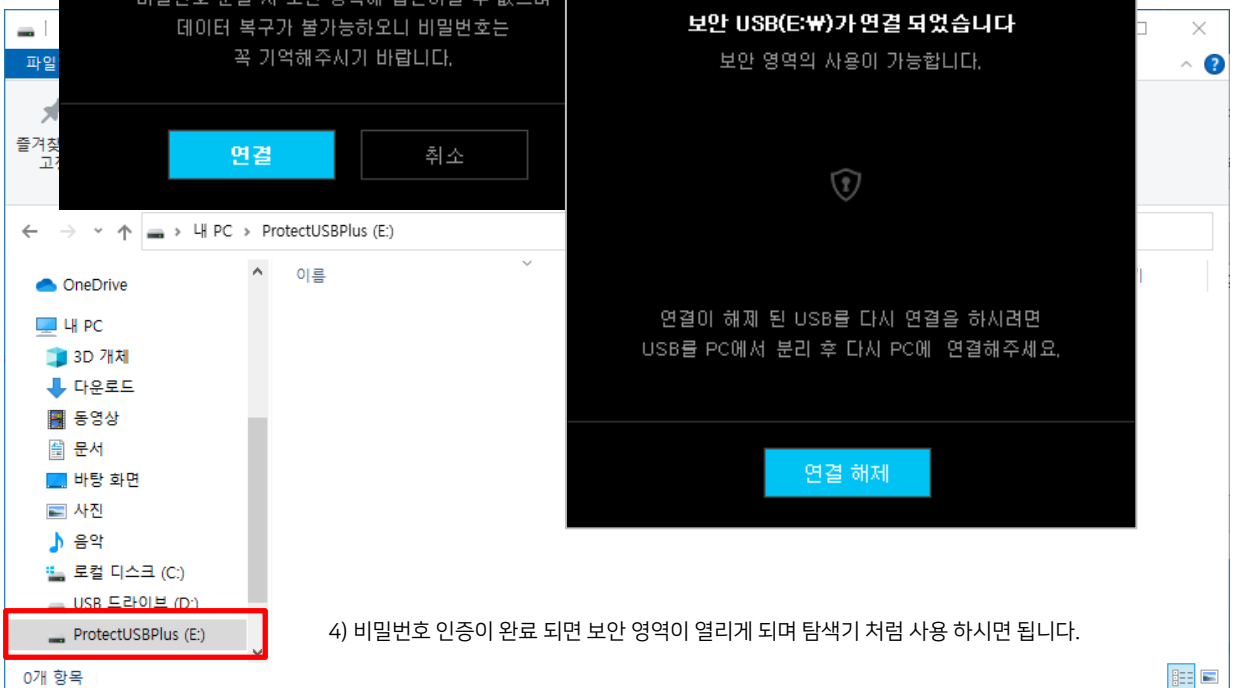 데이터 복구가 불가능하오니 비밀번호는
꼭 기억해주시기 바랍니다.
연결
취소
보안 USB(E:₩)가 연결 되었습니다
보안 영역의 사용이 가능합니다.
연결이 해제 된 USB를 다시 연결을 하시려면
USB를 PC에서 분리 후 다시 PC에 연결해주세요.
연결 해제
파일
즐겨찾
고정
내 PC > ProtectUSBPlus (E:)
이름
OneDrive
내 PC
3D 개체
다운로드
동영상
문서
바탕 화면
사진
음악
로컬 디스크 (C:)
USB 드라이브 (D:)
ProtectUSBPlus (E:)
4) 비밀번호 인증이 완료 되면 보안 영역이 열리게 되며 탐색기 처럼 사용 하시면 됩니다.
0개 항목